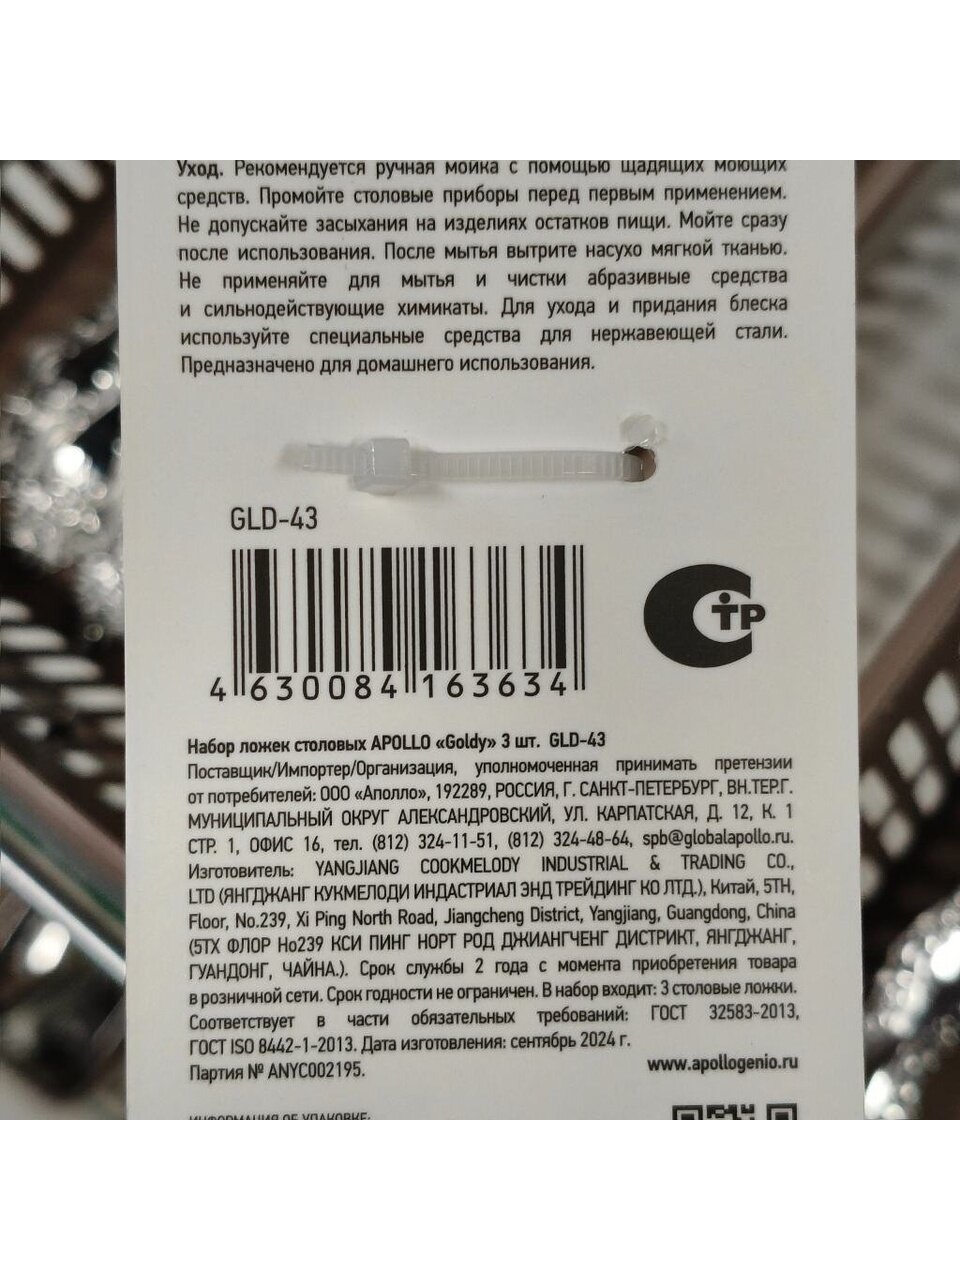 Уход. Рекомендуется ручная мойка с помощью щадящих моющих
средств. Промойте столовые приборы перед первым применением.
Не допускайте засыхания на изделиях остатков пищи. Мойте сразу
после использования. После мытья вытрите насухо мягкой тканью.
Не применяйте для мытья и чистки абразивные средства
и сильнодействующие химикаты. Для ухода и придания блеска
используйте специальные средства для нержавеющей стали.
Предназначено для домашнего использования.
GLD-43
СТР
4 630084 163634
Набор ложек столовых APOLLO «Goldy» 3 шт. GLD-43
Поставщик/Импортер/Организация, уполномоченная принимать претензии
от потребителей: ООО «Аполло», 192289, РОССИЯ, Г. САНКТ-ПЕТЕРБУРГ, ВН.ТЕР.Г.
МУНИЦИПАЛЬНЫЙ ОКРУГ АЛЕКСАНДРОВСКИЙ, УЛ. КАРПАТСКАЯ, Д. 12, К. 1
СТР. 1, ОФИС 16, тел. (812) 324-11-51, (812) 324-48-64, spb@globalapollo.ru.
Изготовитель: YANGJIANG COOKMELODY INDUSTRIAL & TRADING CO.,
LTD (ЯНГДЖАНГ КУКМЕЛОДИ ИНДАСТРИАЛ ЭНД ТРЕЙДИНГ КО ЛТД.), Китай, 5TH,
Floor, No.239, Xi Ping North Road, Jiangcheng District, Yangjiang, Guangdong, China
(5ТХ ФЛОР Но239 КСИ ПИНГ НОРТ РОД ДЖИАНГЧЕНГ ДИСТРИКТ, ЯНГДЖАНГ,
ГУАНДОНГ, ЧАЙНА.). Срок службы 2 года с момента приобретения товара
в розничной сети. Срок годности не ограничен. В набор входит: 3 столовые ложки.
Соответствует в части обязательных требований: ГОСТ 32583-2013,
ГОСТ ISO 8442-1-2013. Дата изготовления: сентябрь 2024 г.
Партия № ANYC002195.
www.apollogenio.ru
ИНФОРМАЦИЯ ОБ УПАКОВКЕ: